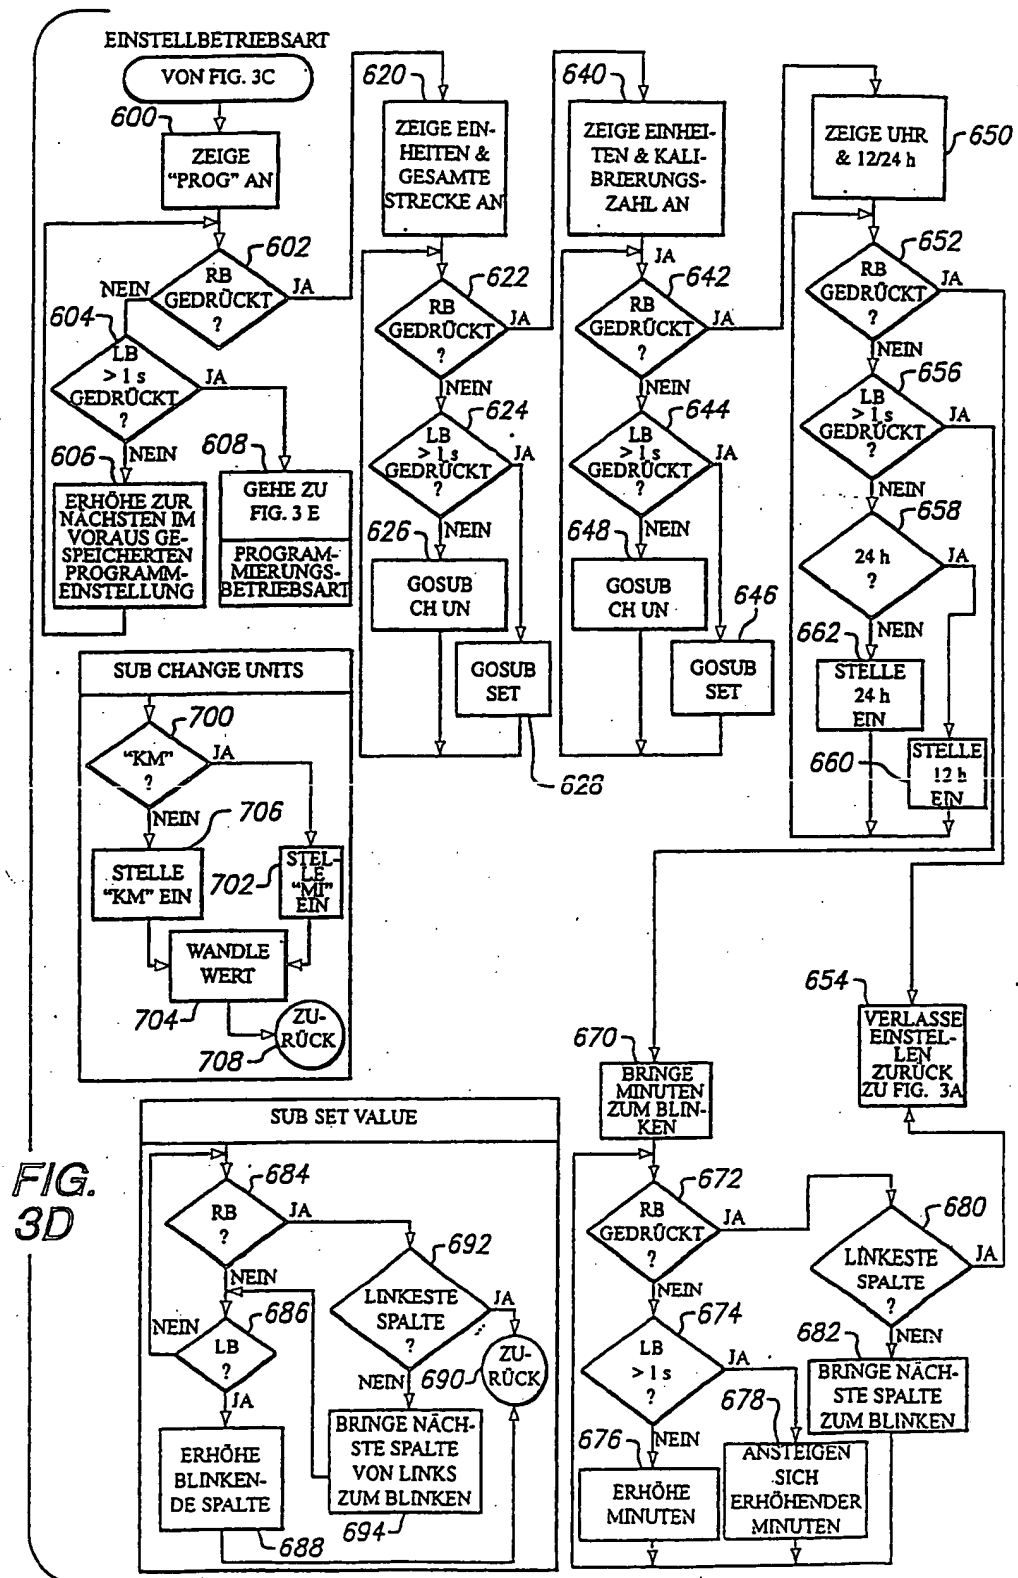 EINSTELLBETRIEBSART
VON FIG. 3C
600
ZEIGE
“PROG” AN
602
RB
GEDRÜCKT
?
NEIN
JA
604
LB
> 1 s
GEDRÜCKT
?
JA
NEIN
606
ERHÖHE ZUR
NÄCHSTEN IM
VORAUS GE-
SPEICHERTEN
PROGRAMM-
EINSTELLUNG
608
GEHE ZU
FIG. 3 E
PROGRAM-
MIERUNGS-
BETRIEBSART
620
ZEIGE EIN-
HEITEN &
GESAMTE
STRECKE AN
622
RB
GEDRÜCKT
?
JA
NEIN
624
LB
> 1 s
GEDRÜCKT
?
JA
NEIN
626
GOSUB
CH UN
GOSUB
SET
628
640
ZEIGE EINHEI-
TEN & KALI-
BRIERUNGS-
ZAHL AN
JA
642
RB
GEDRÜCKT
?
JA
NEIN
644
LB
> 1 s
GEDRÜCKT
?
JA
NEIN
648
GOSUB
CH UN
646
GOSUB
SET
650
ZEIGE UHR
& 12/24 h
652
RB
GEDRÜCKT
?
JA
NEIN
656
LB
> 1 s
GEDRÜCKT
?
JA
NEIN
658
24 h
?
JA
NEIN
662
STELLE
24 h
EIN
660
STELLE
12 h
EIN
SUB CHANGE UNITS
700
“KM”
?
JA
NEIN
706
STELLE
“KM” EIN
702
STEL-
LE
“MI”
EIN
WANDLE
WERT
704
ZU-
RÜCK
708
654
VERLASSE
EINSTEL-
LEN
ZURÜCK
ZU FIG. 3A
670
BRINGE
MINUTEN
ZUM BLIN-
KEN
672
RB
GEDRÜCKT
?
JA
NEIN
680
LINKESTE
SPALTE
?
JA
NEIN
674
LB
> 1 s
?
JA
NEIN
682
BRINGE NÄCH-
STE SPALTE
ZUM BLINKEN
676
ERHÖHE
MINUTEN
678
ANSTEIGEN
SICH
ERHÖHENDER
MINUTEN
SUB SET VALUE
684
RB
?
JA
NEIN
686
LB
?
NEIN
JA
692
LINKESTE
SPALTE
?
JA
NEIN
690
ZU-
RÜCK
ERHÖHE
BLINKEN-
DE SPALTE
688
BRINGE NÄCH-
STE SPALTE
VON LINKS
ZUM BLINKEN
694
FIG.
3D